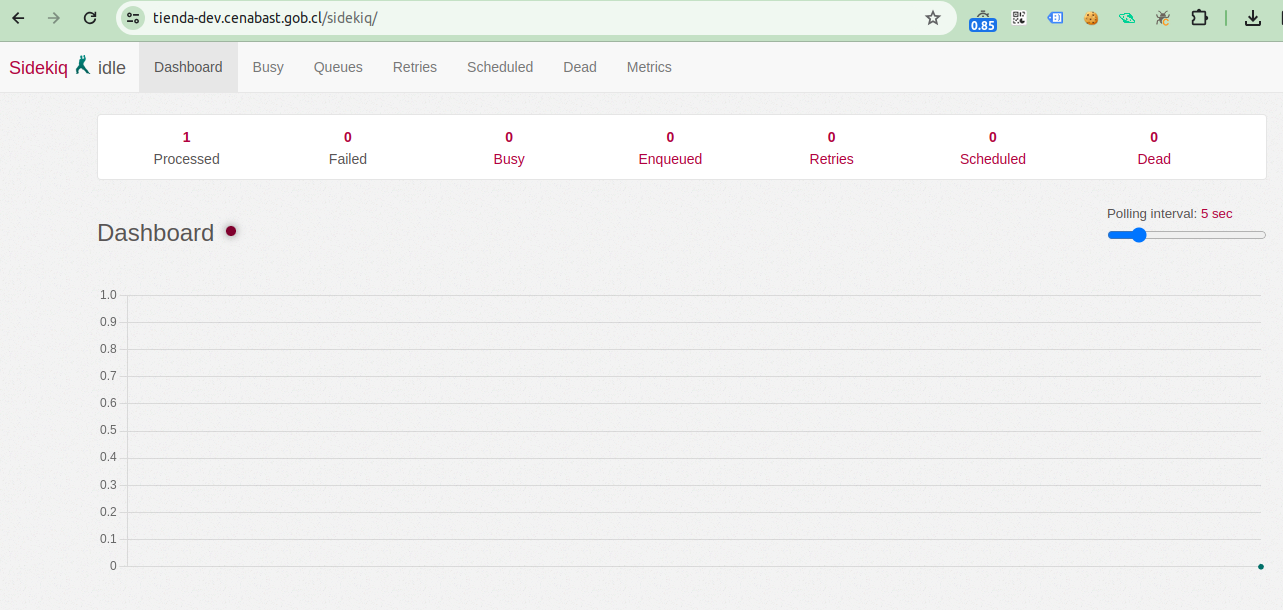 tienda-dev.cenabast.gob.cl/sidekiq/
0.85
Sidekiq idle Dashboard Busy Queues Retries Scheduled Dead Metrics
1 0 0 0 0 0 0
Processed Failed Busy Enqueued Retries Scheduled Dead
Polling interval: 5 sec
Dashboard
1.0
0.9
0.8
0.7
0.6
0.5
0.4
0.3
0.2
0.1
0